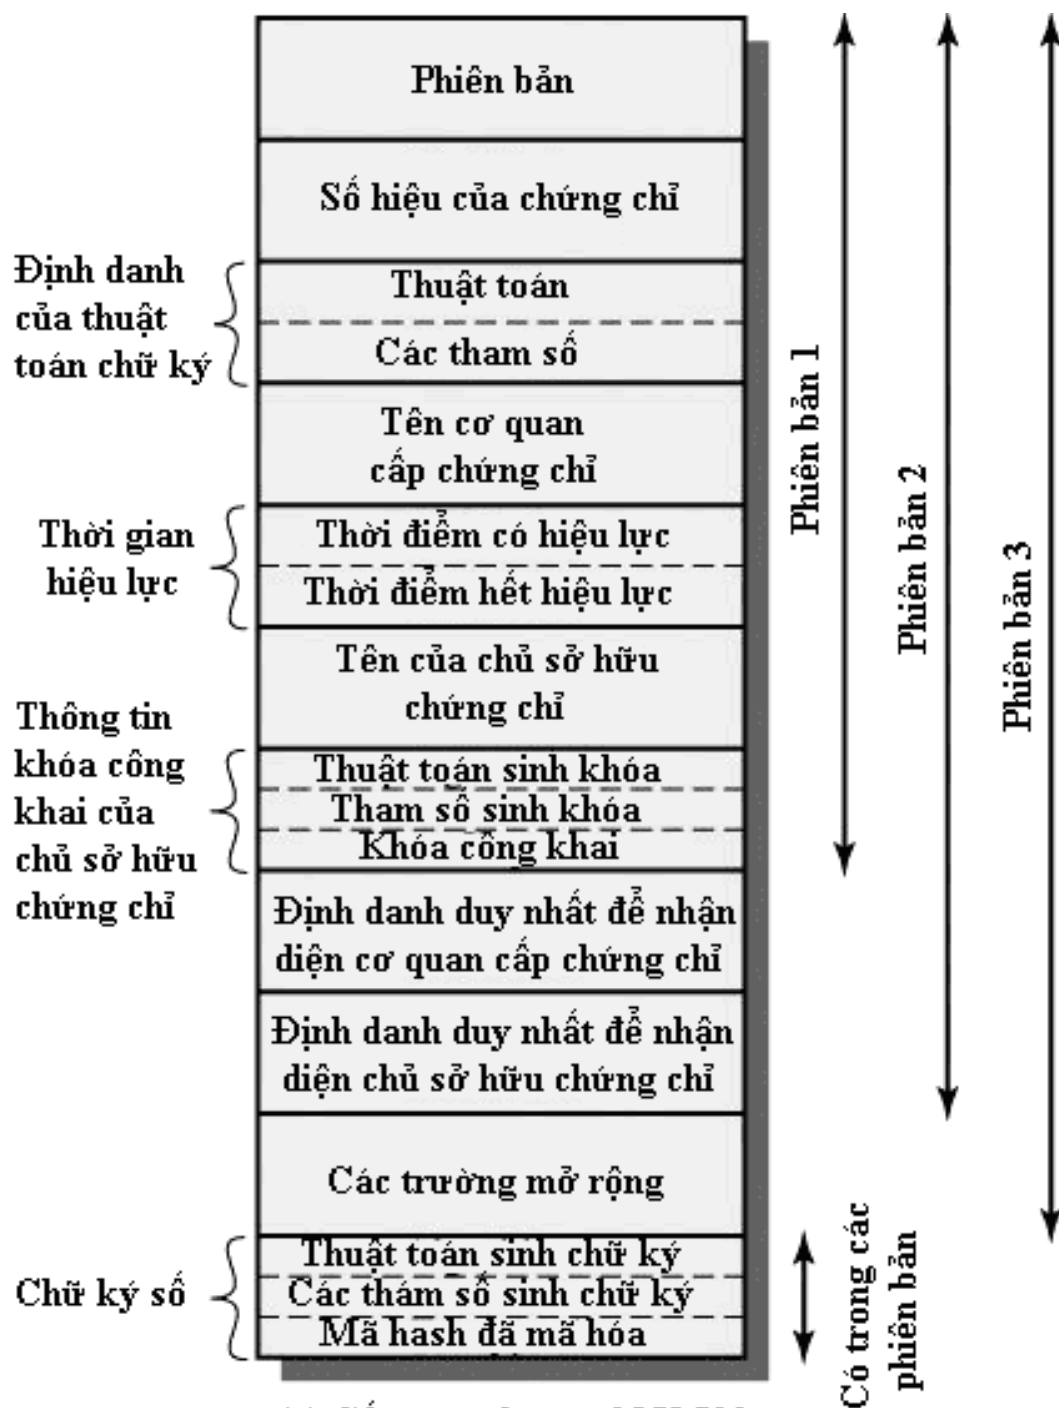 Phiên bản
Số hiệu của chứng chỉ
Định danh
của thuật
toán chữ ký
Thuật toán
Các tham số
Tên cơ quan
cấp chứng chỉ
Thời gian
hiệu lực
Thời điểm có hiệu lực
Thời điểm hết hiệu lực
Tên của chủ sở hữu
chứng chỉ
Thông tin
khóa công
khai của
chủ sở hữu
chứng chỉ
Thuật toán sinh khóa
Tham số sinh khóa
Khóa công khai
Định danh duy nhất để nhận
diện cơ quan cấp chứng chỉ
Định danh duy nhất để nhận
diện chủ sở hữu chứng chỉ
Các trường mở rộng
Chữ ký số
Thuật toán sinh chữ ký
Các tham số sinh chữ ký
Mã hash đã mã hóa
Phiên bản 1
Phiên bản 2
Phiên bản 3
Có trong các
phiên bản